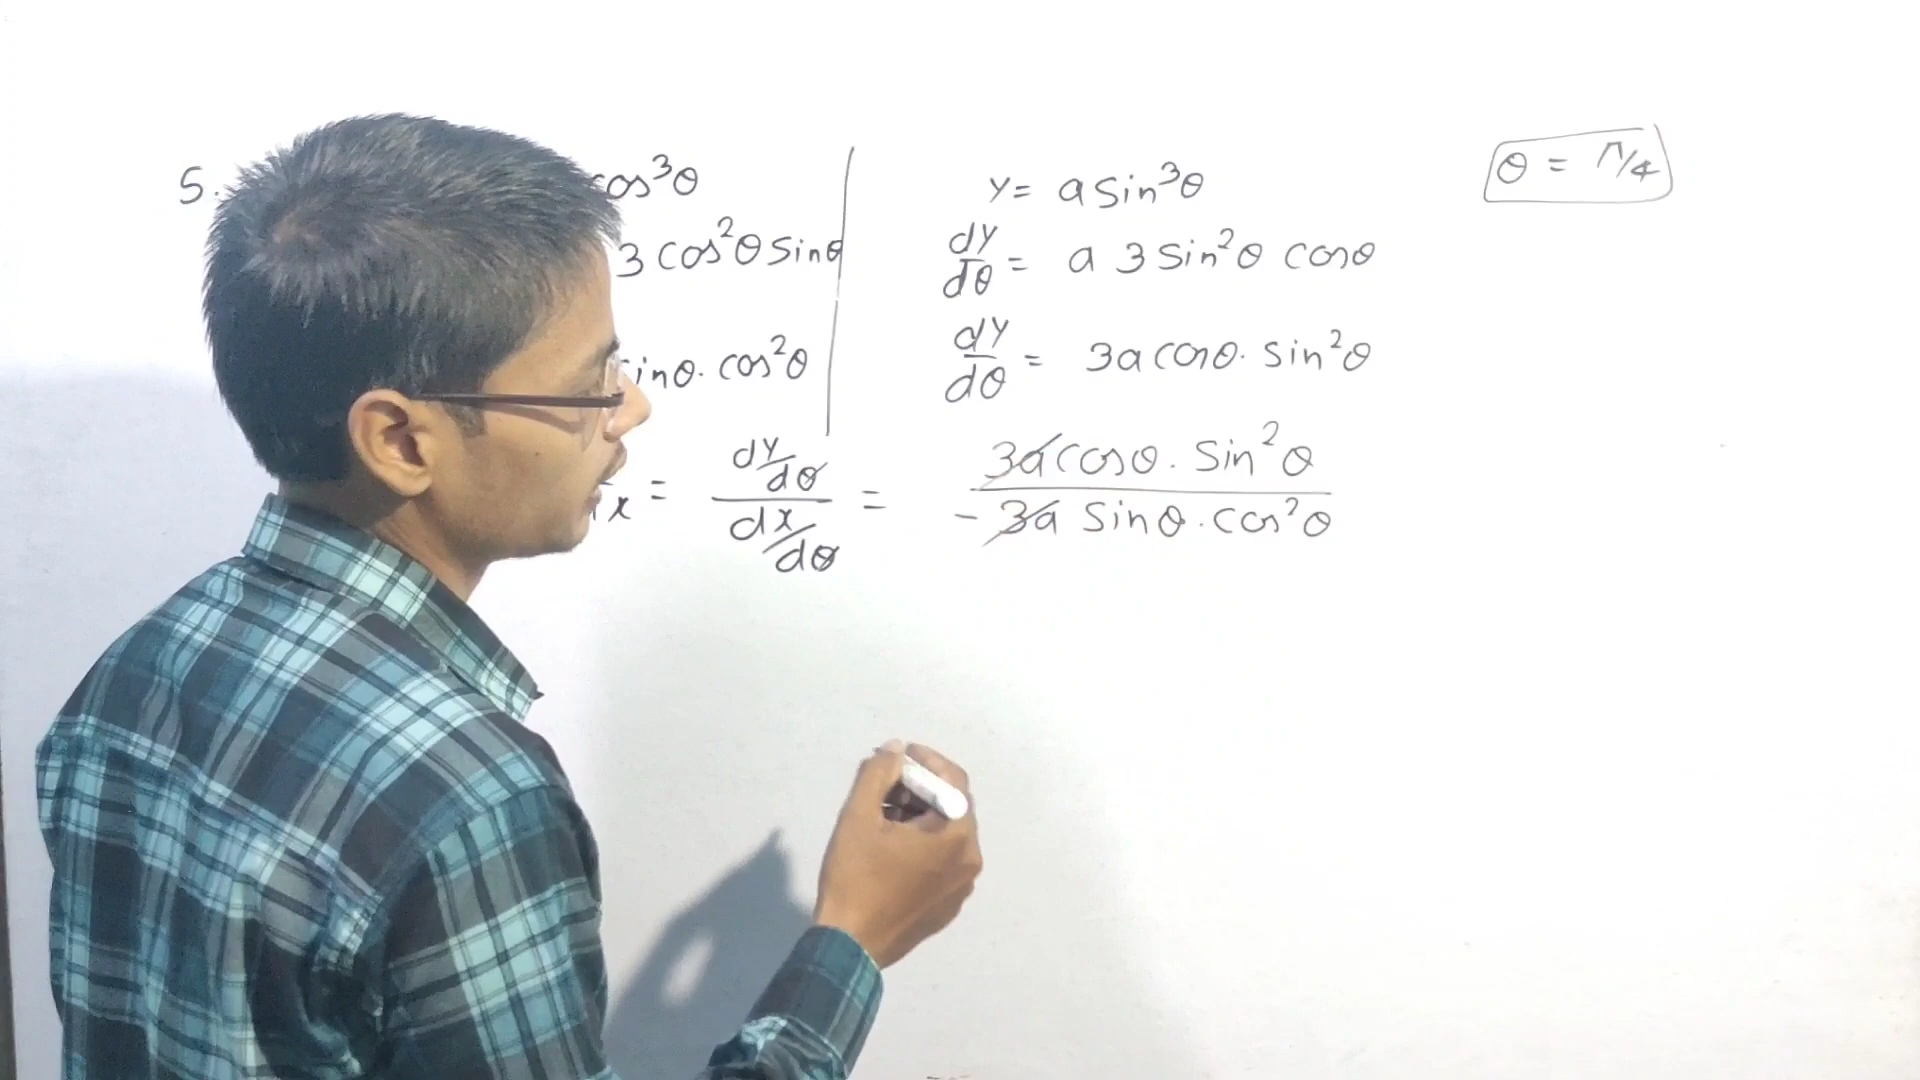 5. cos³θ
3 cos²θ sinθ
inθ. cos²θ
x = dy/dθ / dx/dθ = 3a cosθ. sin²θ / -3a sinθ. cos²θ
y = a sin³θ
dy/dθ = a 3 sin²θ cosθ
dy/dθ = 3a cosθ. sin²θ
θ = π/4